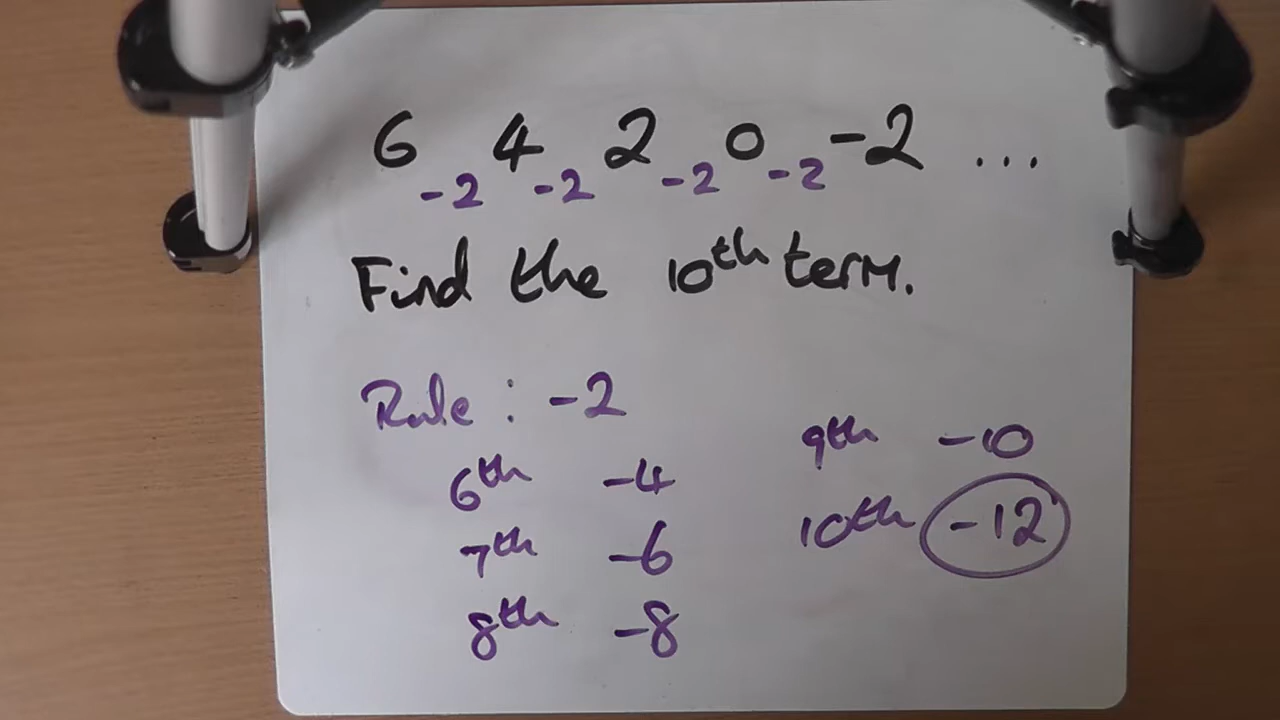 6 4 2 0 -2 ...
-2 -2 -2 -2
Find the 10th term.
Rule : -2
6th -4
7th -6
8th -8
9th -10
10th -12